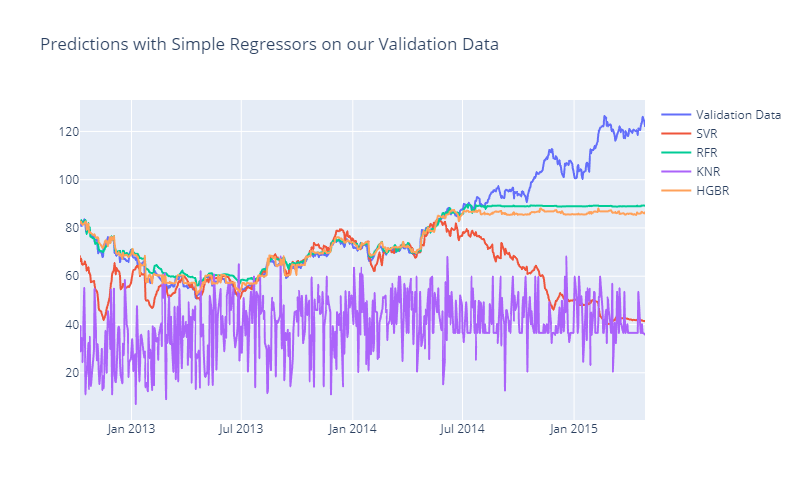 Predictions with Simple Regressors on our Validation Data
120
100
80
60
40
20
Jan 2013
Jul 2013
Jan 2014
Jul 2014
Jan 2015
Validation Data
SVR
RFR
KNR
HGBR